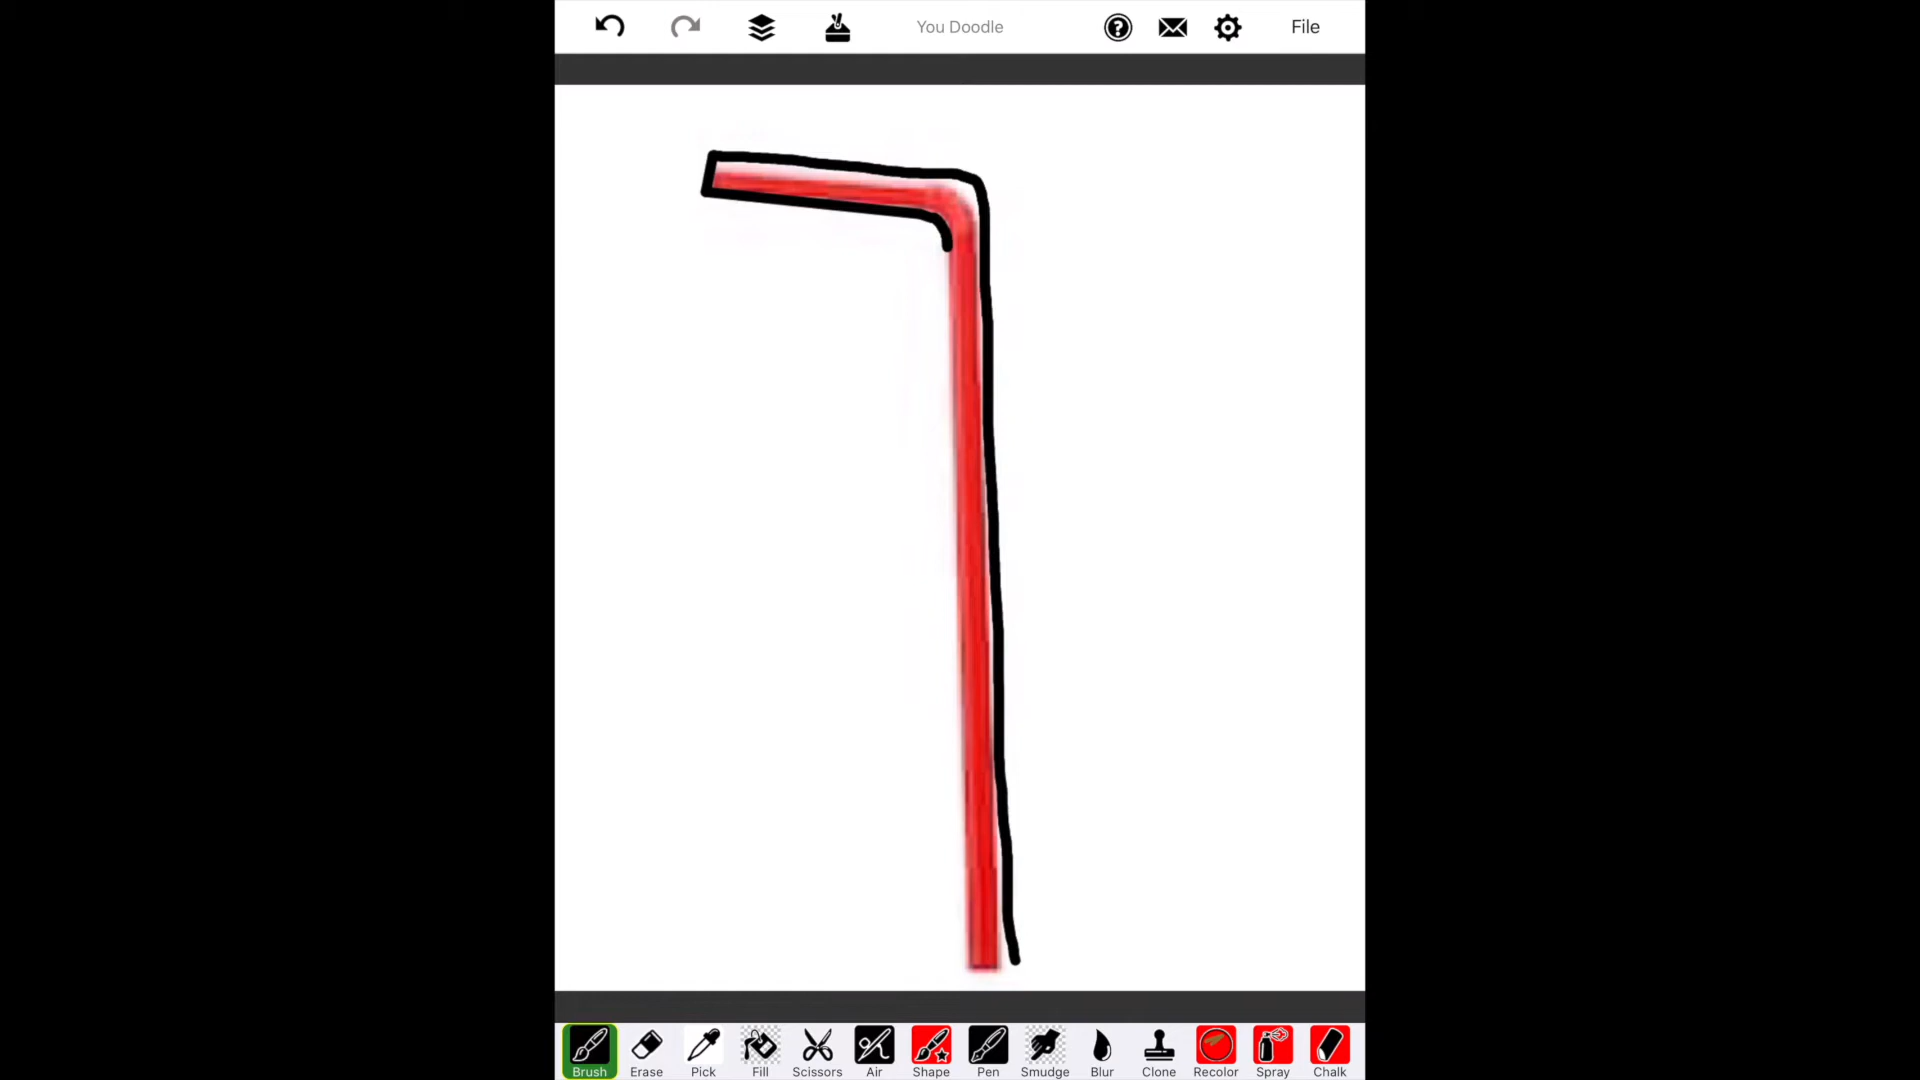 You Doodle
File
Brush Erase Pick Fill Scissors Air Shape Pen Smudge Blur Clone Recolor Spray Chalk